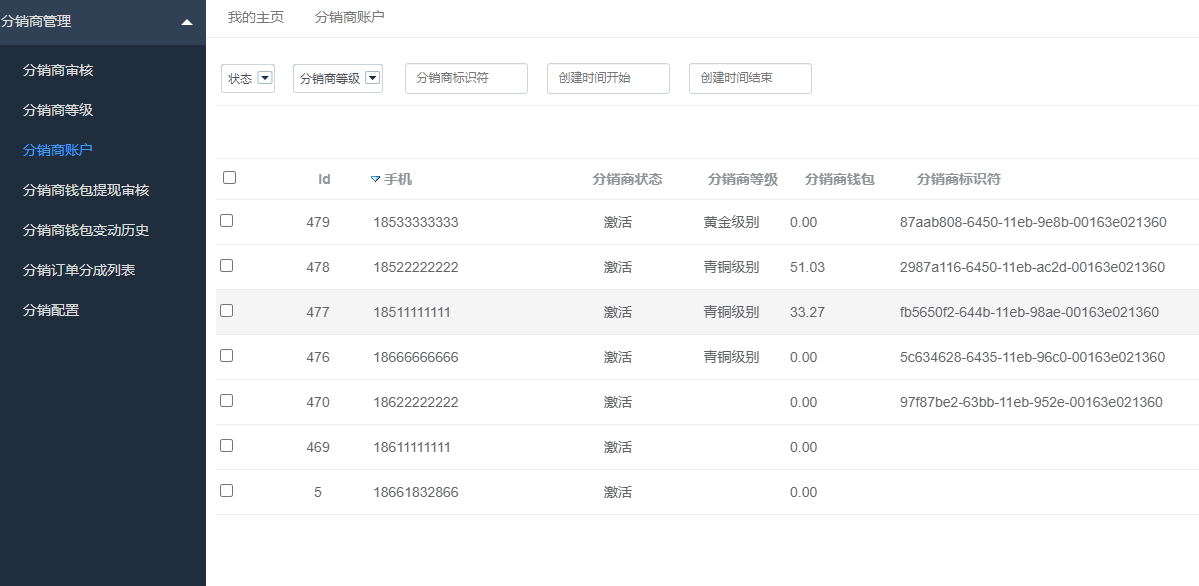 分销商管理
分销商审核
分销商等级
分销商账户
分销商钱包提现审核
分销商钱包变动历史
分销订单分成列表
分销配置
我的主页 分销商账户
状态 分销商等级 分销商标识符 创建时间开始 创建时间结束
Id 手机 分销商状态 分销商等级 分销商钱包 分销商标识符
479 18533333333 激活 黄金级别 0.00 87aab808-6450-11eb-9e8b-00163e021360
478 18522222222 激活 青铜级别 51.03 2987a116-6450-11eb-ac2d-00163e021360
477 18511111111 激活 青铜级别 33.27 fb5650f2-644b-11eb-98ae-00163e021360
476 18666666666 激活 青铜级别 0.00 5c634628-6435-11eb-96c0-00163e021360
470 18622222222 激活 0.00 97f87be2-63bb-11eb-952e-00163e021360
469 18611111111 激活 0.00
5 18661832866 激活 0.00